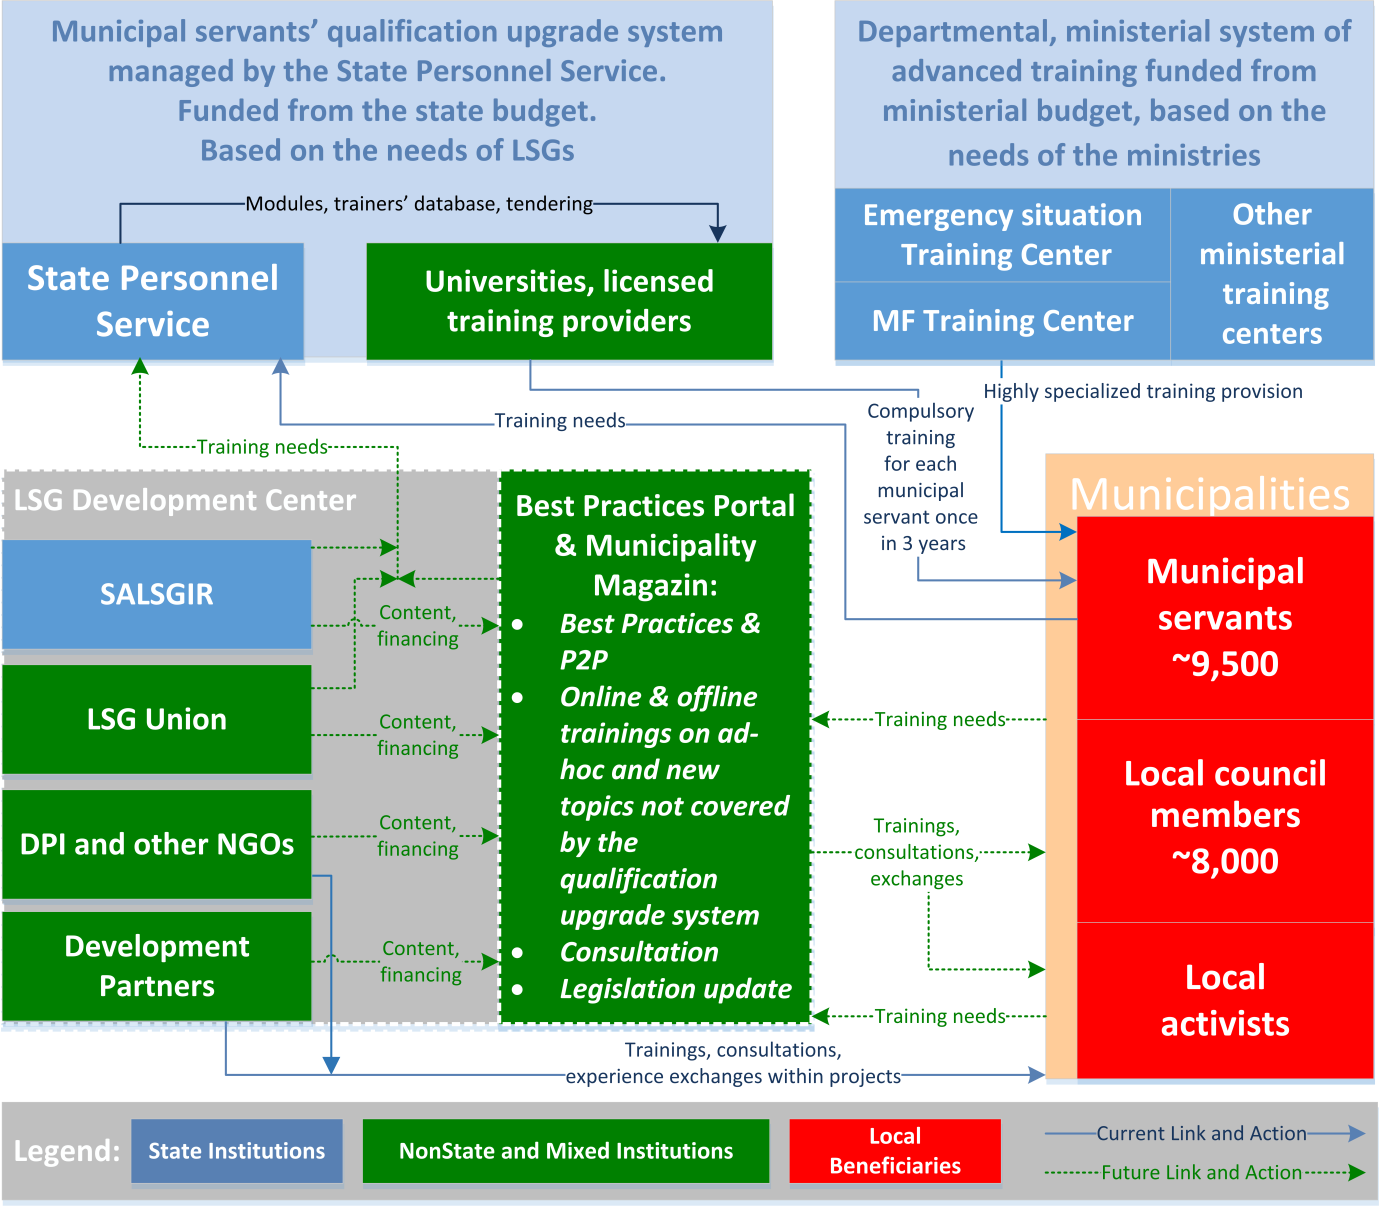 Municipal servants’ qualification upgrade system
managed by the State Personnel Service.
Funded from the state budget.
Based on the needs of LSGs
Departmental, ministerial system of
advanced training funded from
ministerial budget, based on the
needs of the ministries
Modules, trainers’ database, tendering
State Personnel
Service
Universities, licensed
training providers
Emergency situation
Training Center
MF Training Center
Other
ministerial
training
centers
Highly specialized training provision
Compulsory
training
for each
municipal
servant once
in 3 years
Training needs
Training needs
LSG Development Center
SALSGIR
LSG Union
DPI and other NGOs
Development
Partners
Content,
financing
Content,
financing
Content,
financing
Content,
financing
Best Practices Portal
& Municipality
Magazin:
• Best Practices &
P2P
• Online & offline
trainings on ad-
hoc and new
topics not covered
by the
qualification
upgrade system
• Consultation
• Legislation update
Training needs
Trainings,
consultations,
exchanges
Training needs
Municipalities
Municipal
servants
~9,500
Local council
members
~8,000
Local
activists
Trainings, consultations,
experience exchanges within projects
Legend:
State Institutions
NonState and Mixed Institutions
Local
Beneficiaries
Current Link and Action
Future Link and Action